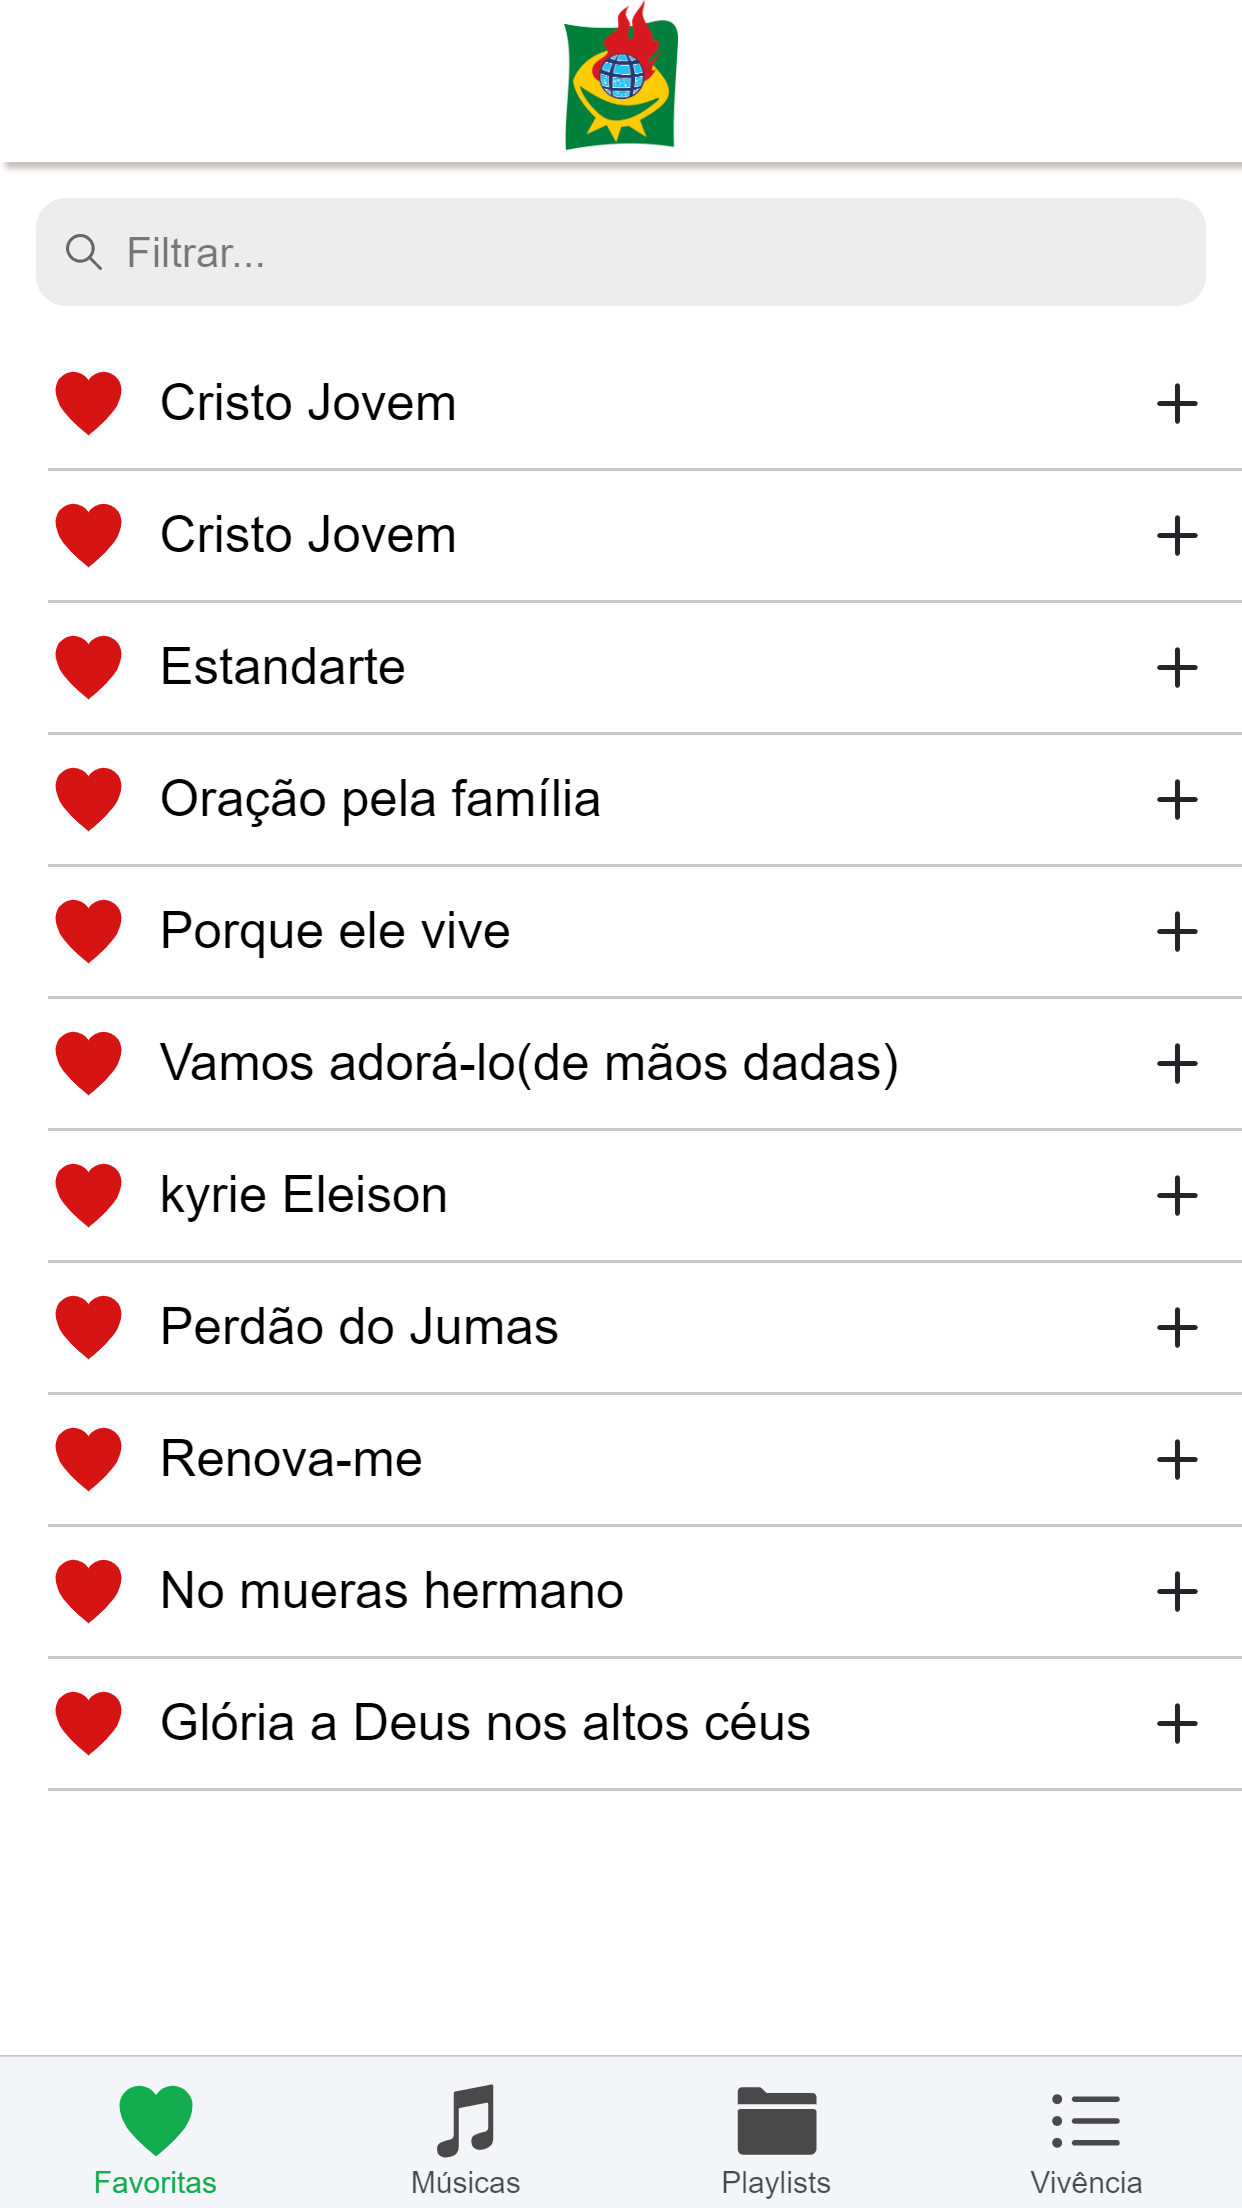 Filtrar...
Cristo Jovem
Cristo Jovem
Estandarte
Oração pela família
Porque ele vive
Vamos adorá-lo(de mãos dadas)
kyrie Eleison
Perdão do Jumas
Renova-me
No mueras hermano
Glória a Deus nos altos céus
Favoritas
Músicas
Playlists
Vivência